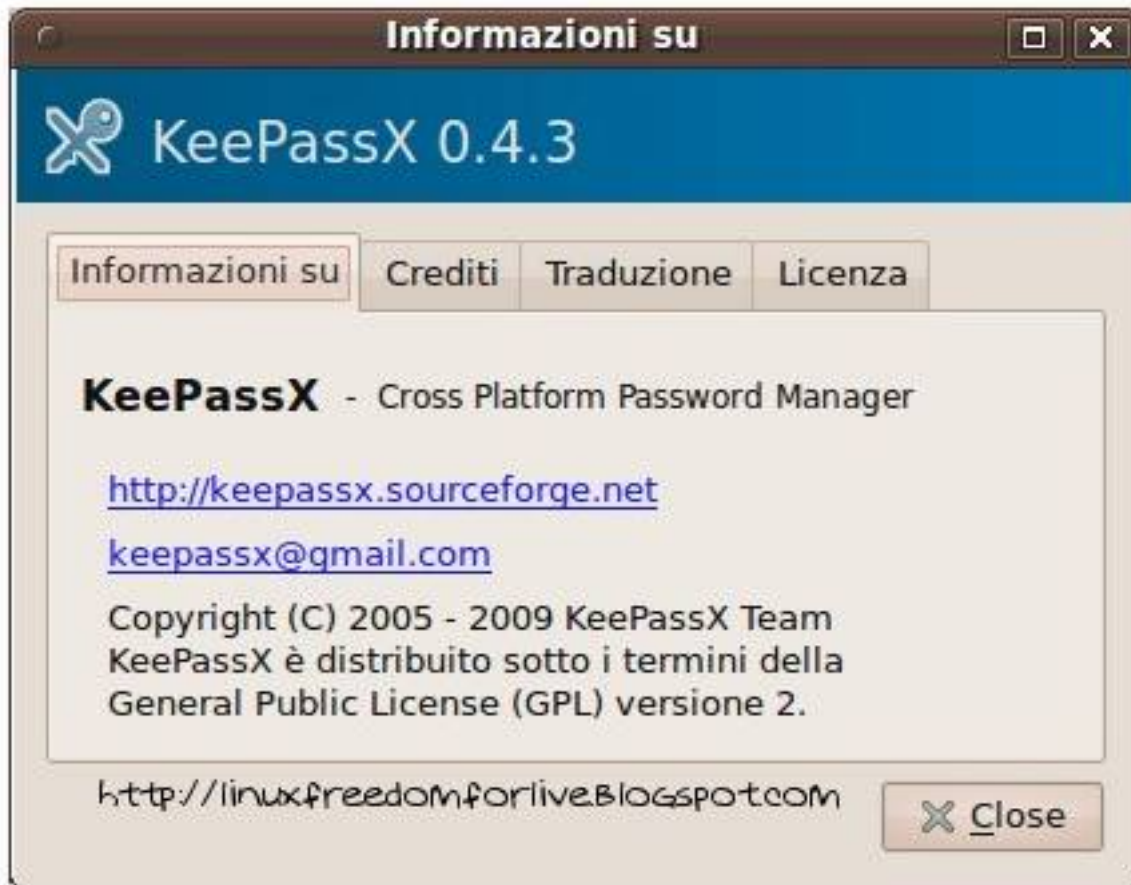 Informazioni su
KeePassX 0.4.3
Informazioni su Crediti Traduzione Licenza
KeePassX - Cross Platform Password Manager
http://keepassx.sourceforge.net
keepassx@gmail.com
Copyright (C) 2005 - 2009 KeePassX Team
KeePassX è distribuito sotto i termini della
General Public License (GPL) versione 2.
http://linuxfreedomforliveBlogspot.com
Close